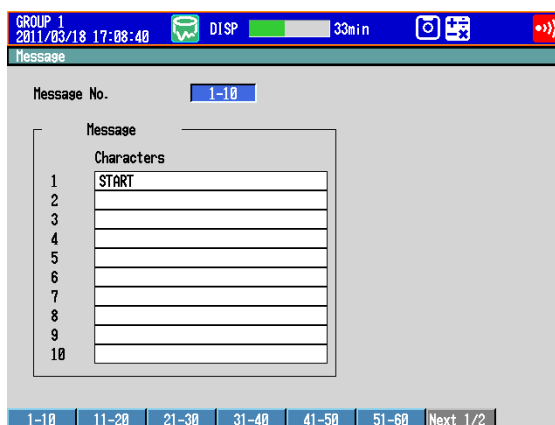 GROUP 1
2011/03/18 17:08:40 DISP 33min
Message
Message No. 1-10
Message
Characters
1 START
2
3
4
5
6
7
8
9
10
1-10 11-20 21-30 31-40 41-50 51-60 Next 1/2